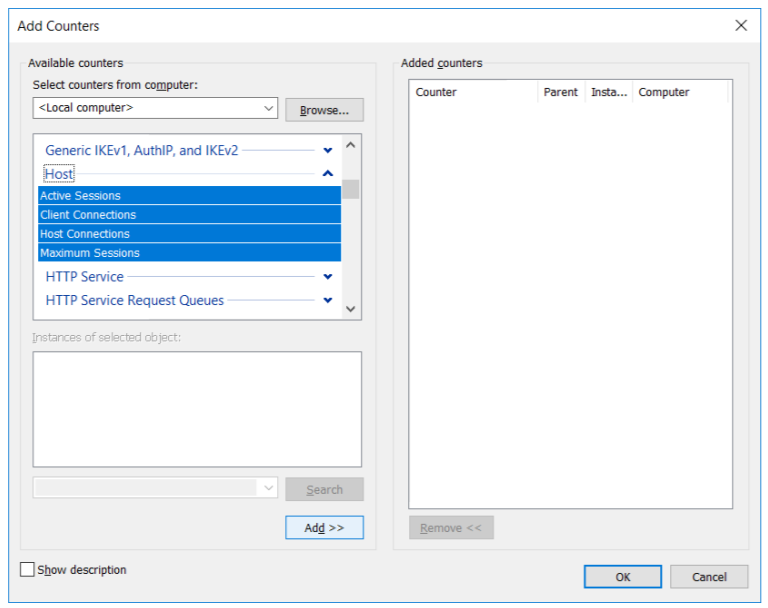 Add Counters
Available counters
Select counters from computer:
<Local computer>
Browse...
Generic IKEv1, AuthIP, and IKEv2
Host
Active Sessions
Client Connections
Host Connections
Maximum Sessions
HTTP Service
HTTP Service Request Queues
Instances of selected object:
Search
Add >>
Show description
Added counters
Counter Parent Insta... Computer
Remove <<
OK Cancel